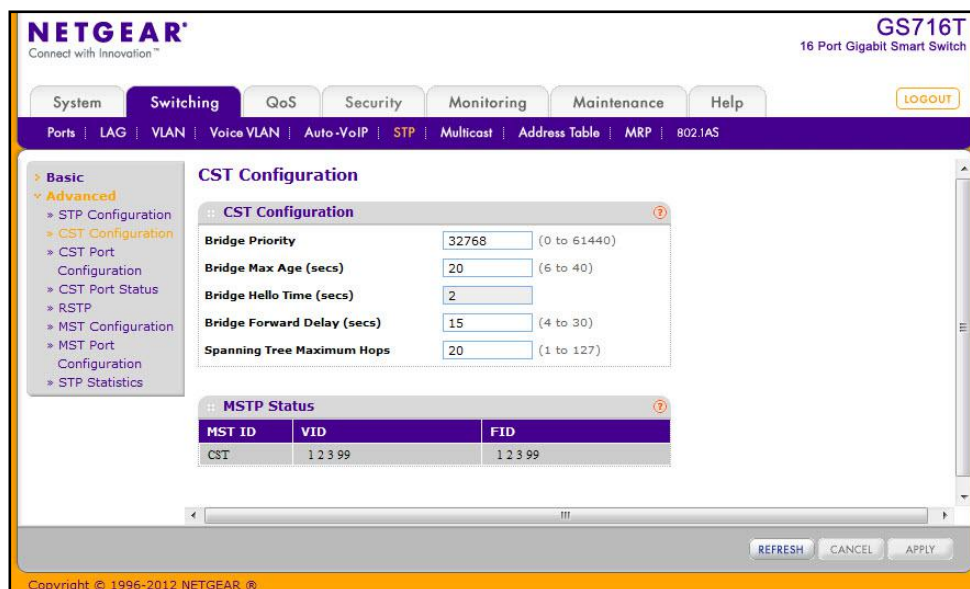 NETGEAR®
Connect with Innovation™
GS716T
16 Port Gigabit Smart Switch
System
Switching
QoS
Security
Monitoring
Maintenance
Help
LOGOUT
Ports
LAG
VLAN
Voice VLAN
Auto-VoIP
STP
Multicast
Address Table
MRP
802.1AS
Basic
Advanced
» STP Configuration
» CST Configuration
» CST Port
Configuration
» CST Port Status
» RSTP
» MST Configuration
» MST Port
Configuration
» STP Statistics
CST Configuration
CST Configuration
Bridge Priority 32768 (0 to 61440)
Bridge Max Age (secs) 20 (6 to 40)
Bridge Hello Time (secs) 2
Bridge Forward Delay (secs) 15 (4 to 30)
Spanning Tree Maximum Hops 20 (1 to 127)
MSTP Status
MST ID VID FID
CST 1 2 3 99 1 2 3 99
REFRESH
CANCEL
APPLY
Copyright © 1996-2012 NETGEAR ®